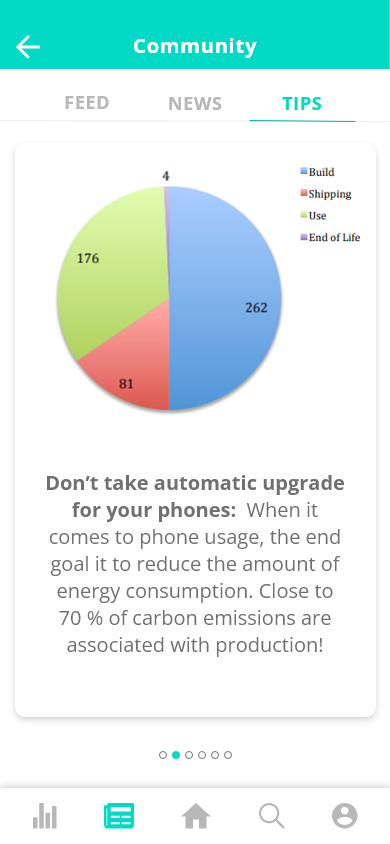 Community
FEED
NEWS
TIPS
4
Build
Shipping
Use
End of Life
176
262
81
Don’t take automatic upgrade
for your phones:  When it
comes to phone usage, the end
goal it to reduce the amount of
energy consumption. Close to
70 % of carbon emissions are
associated with production!